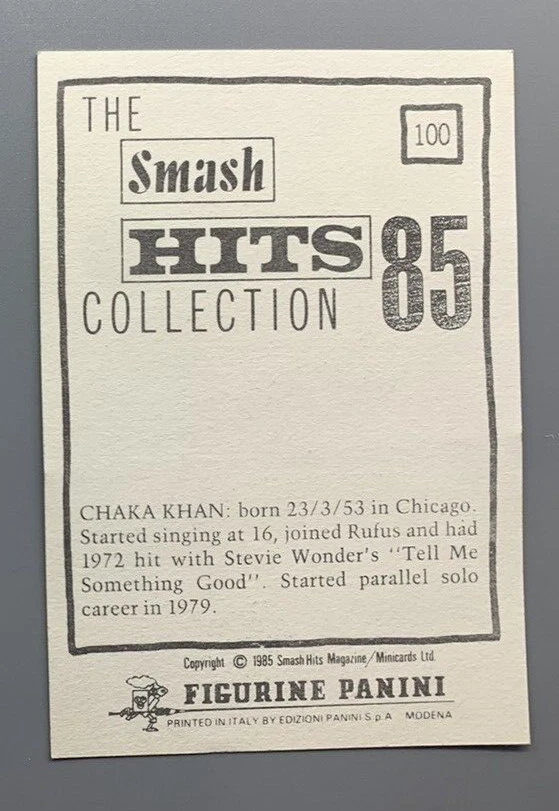 THE
100
Smash
HITS 85
COLLECTION
CHAKA KHAN: born 23/3/53 in Chicago.
Started singing at 16, joined Rufus and had
1972 hit with Stevie Wonder's "Tell Me
Something Good". Started parallel solo
career in 1979.
Copyright © 1985 Smash Hits Magazine/Minicards Ltd
FIGURINE PANINI
PRINTED IN ITALY BY EDIZIONI PANINI S.p.A MODENA